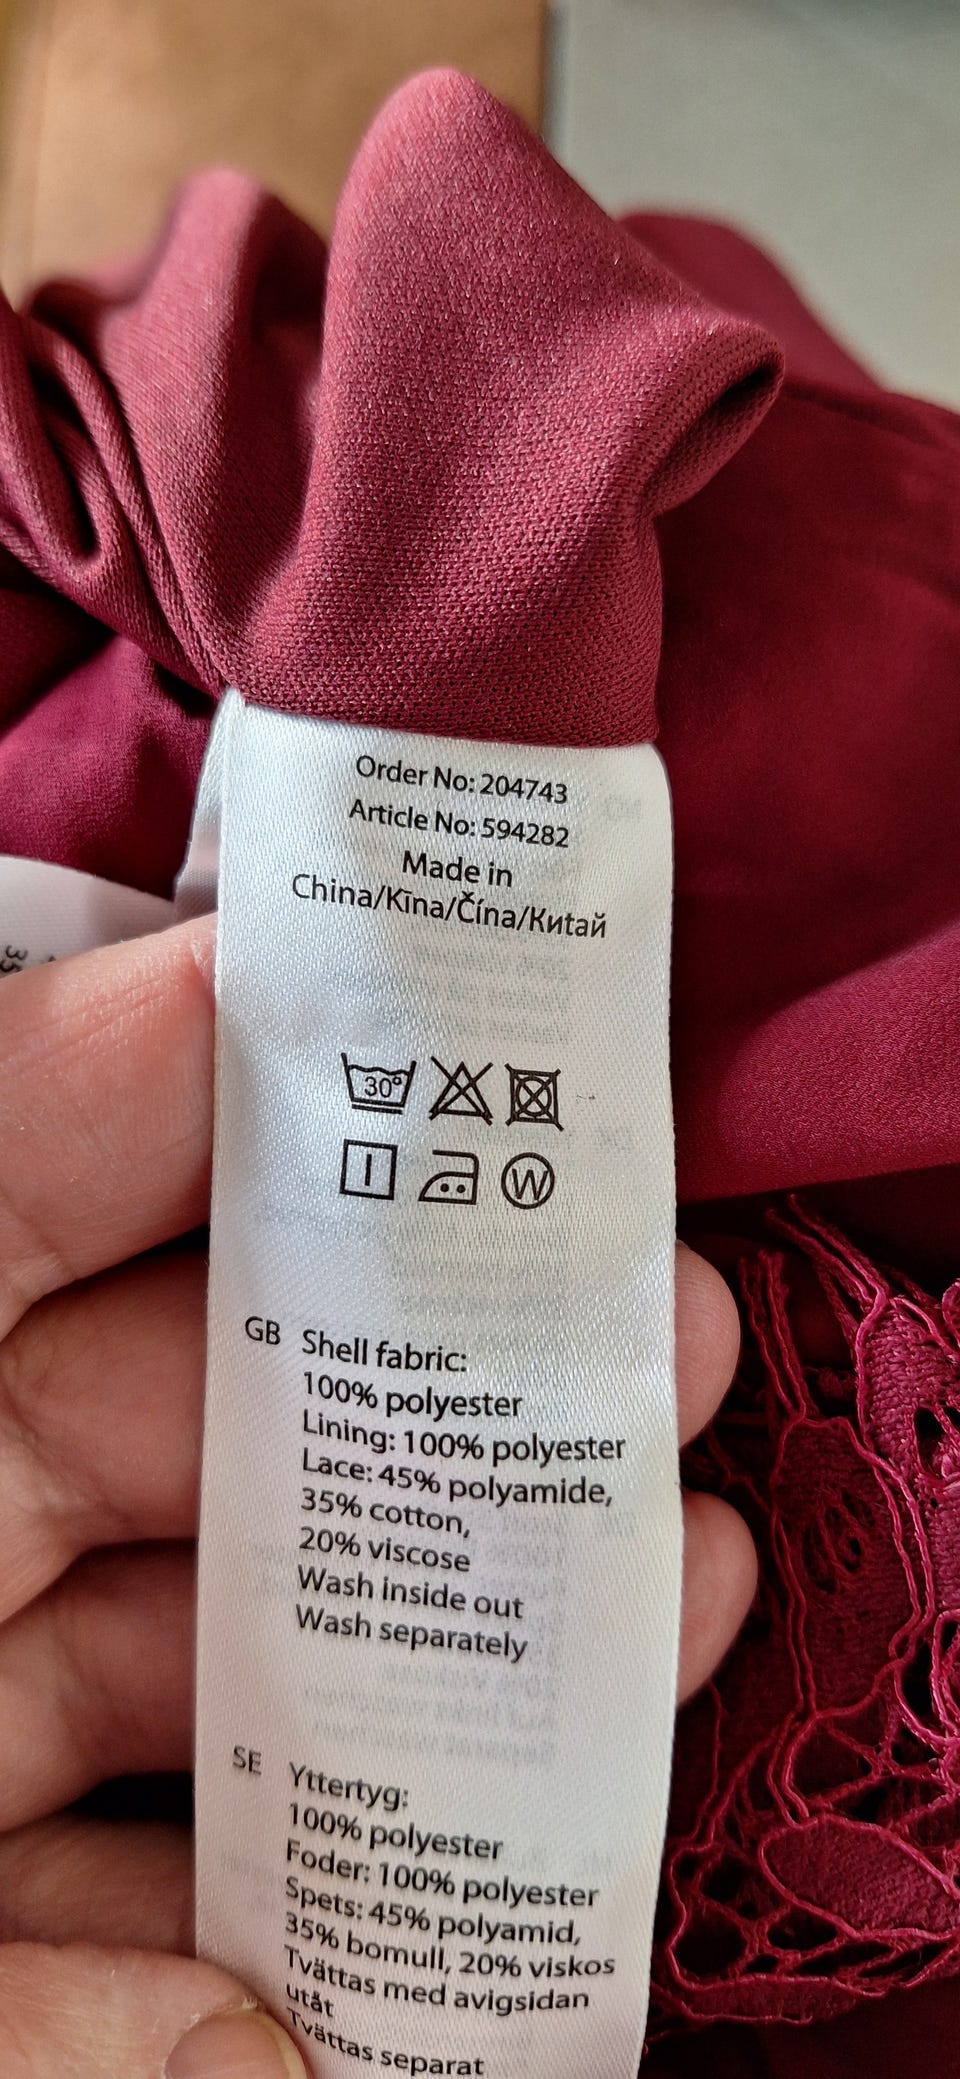 Order No: 204743
Article No: 594282
Made in
China/Ķīna/Čína/Китай
30°
W
GB Shell fabric:
100% polyester
Lining: 100% polyester
Lace: 45% polyamide,
35% cotton,
20% viscose
Wash inside out
Wash separately
SE Yttertyg:
100% polyester
Foder: 100% polyester
Spets: 45% polyamid,
35% bomull, 20% viskos
Tvättas med avigsidan
utåt
Tvättas separat
35